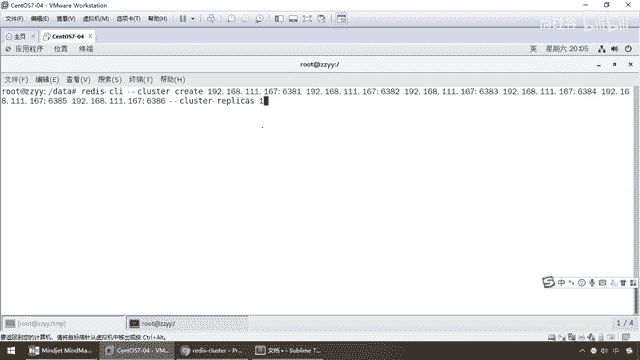 CentOS7-04 - VMware Workstation
文件(F) 编辑(E) 查看(V) 虚拟机(M) 选项卡(T) 帮助(H)
尚硅谷 bilibili
主页 CentOS7-04
应用程序 位置 终端 英 星期六 20:05
root@zzyy:/
文件(F) 编辑(E) 查看(V) 搜索(S) 终端(T) 帮助(H)
root@zzyy:/data# redis-cli --cluster create 192.168.111.167:6381 192.168.111.167:6382 192.168.111.167:6383 192.168.111.167:6384 192.16
8.111.167:6385 192.168.111.167:6386 --cluster-replicas 1
中
[root@zzyy:/tmp] root@zzyy:/ 1 / 4
要返回到您的计算机，请将鼠标指针从虚拟机中移出或按 Ctrl+Alt。
Mindjet MindMa... CentOS7-04 - VM... redis-cluster - Pr... 文档 • - Sublime T...